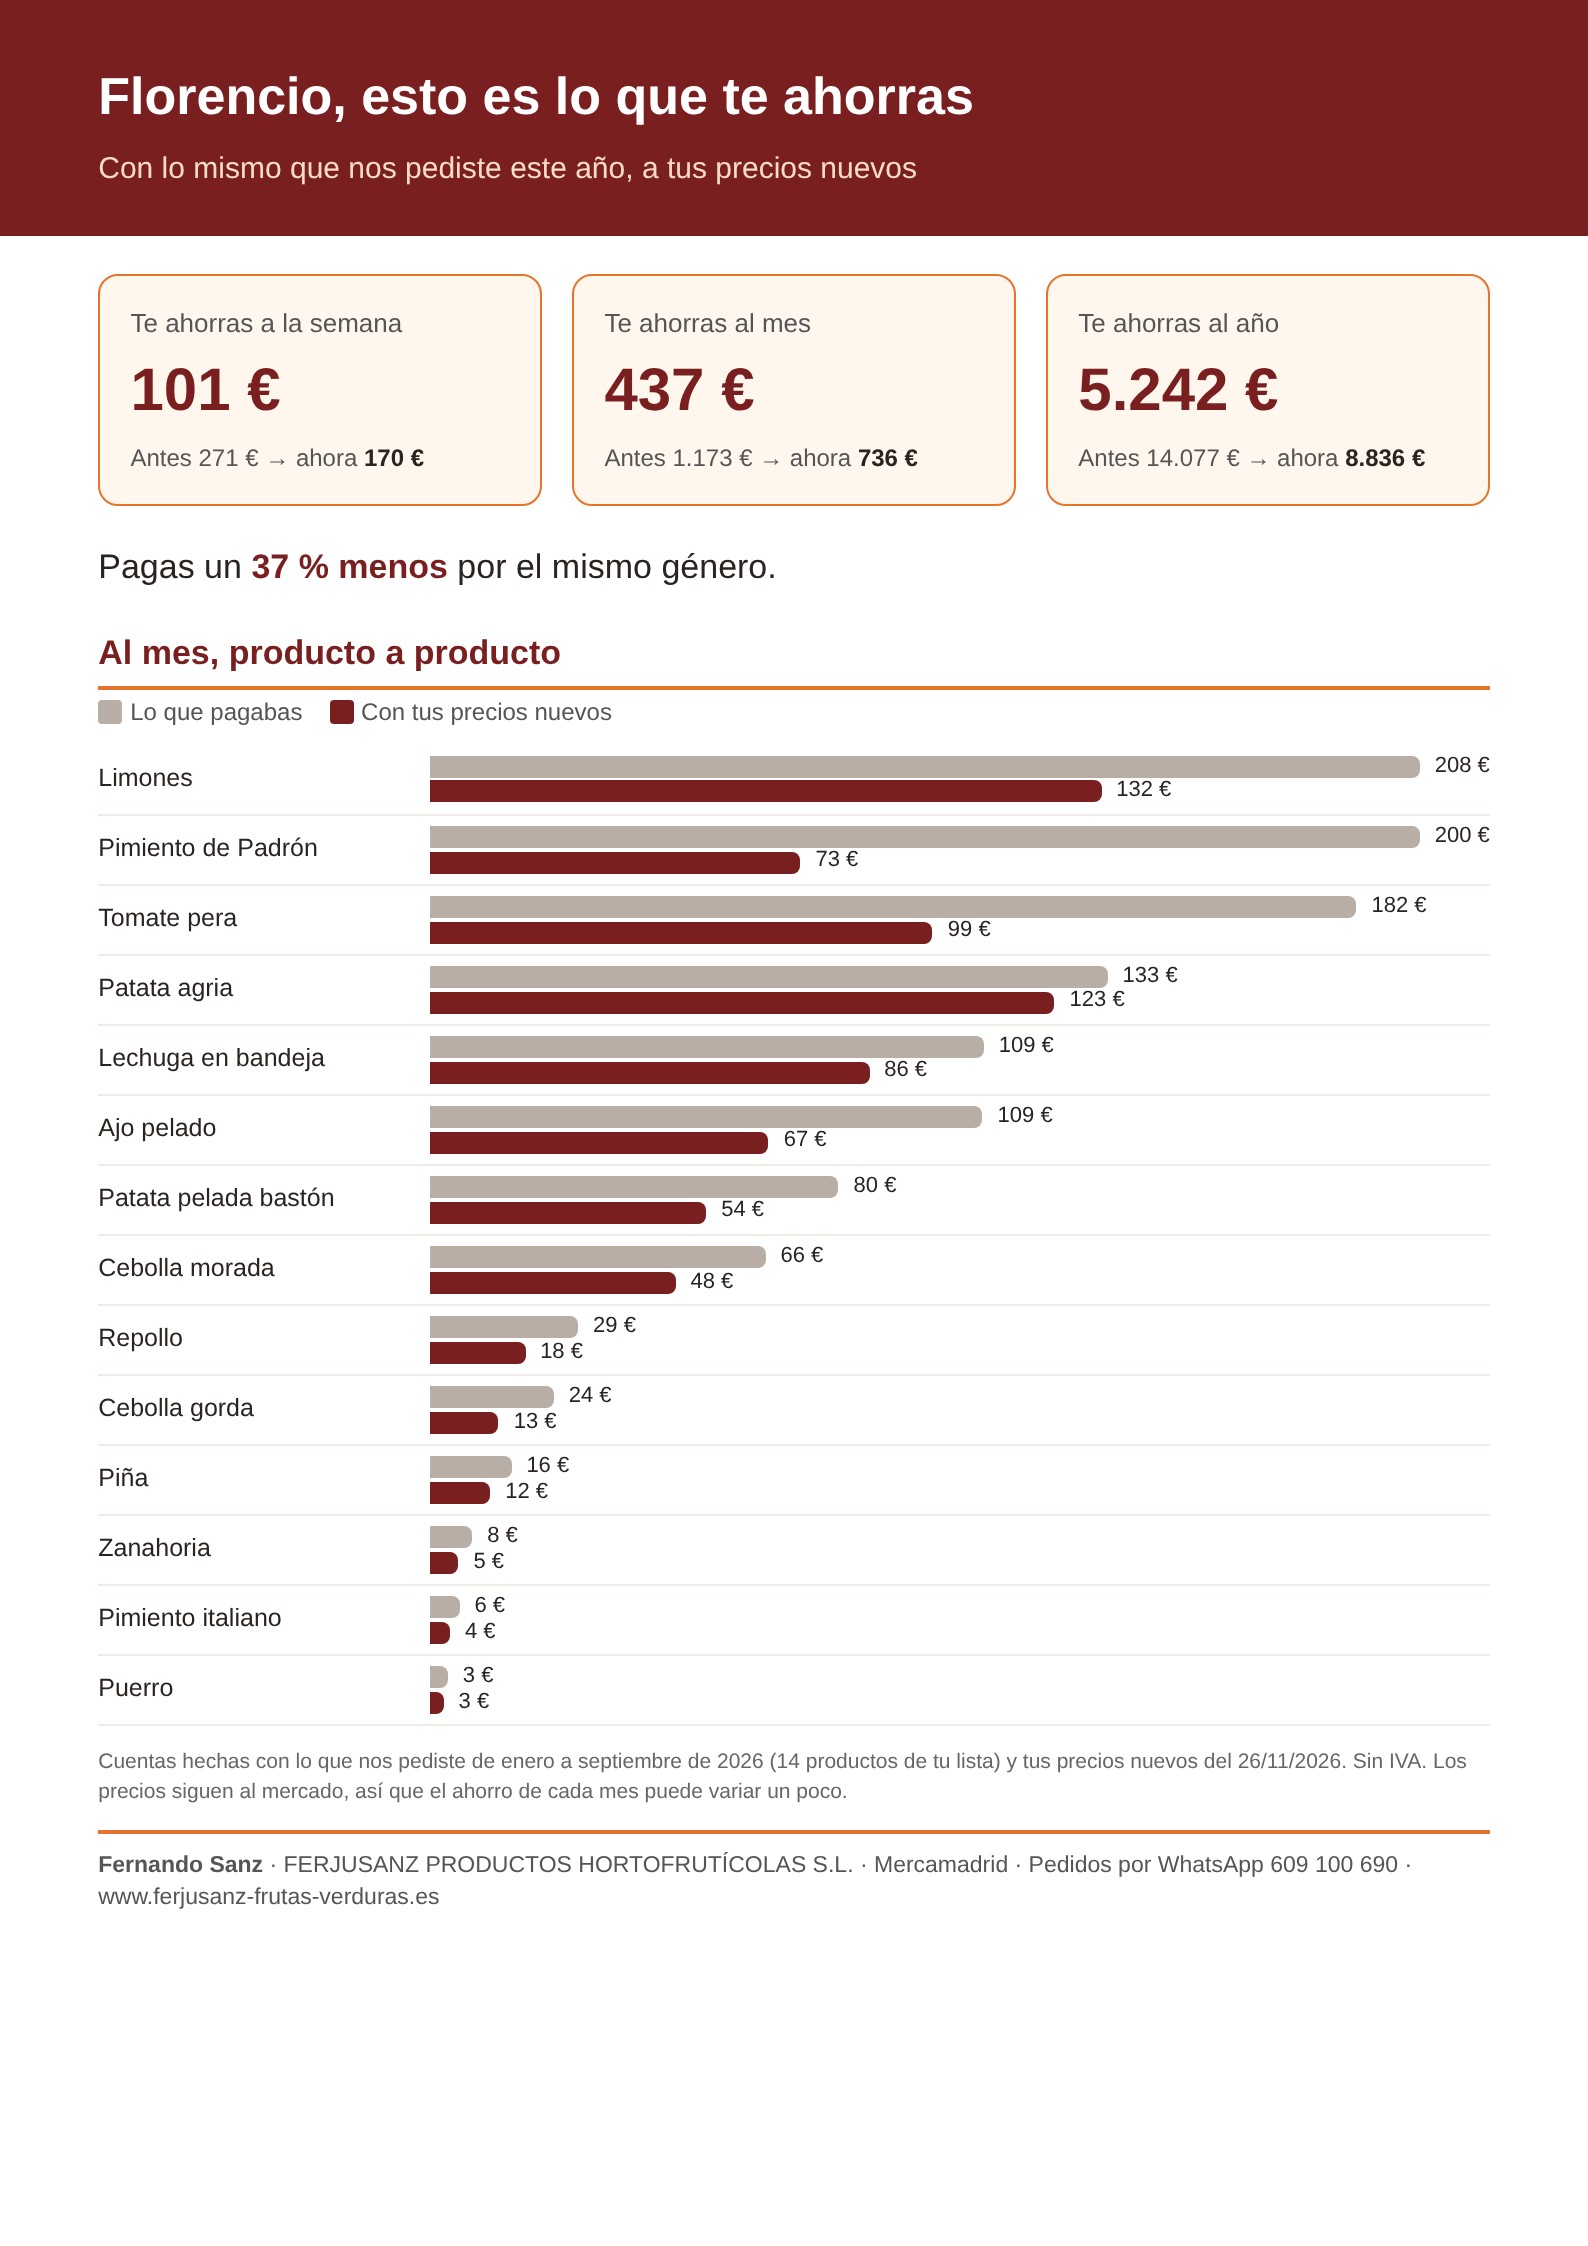 Florencio, esto es lo que te ahorras
Con lo mismo que nos pediste este año, a tus precios nuevos
Te ahorras a la semana
101 €
Antes 271 € → ahora 170 €
Te ahorras al mes
437 €
Antes 1.173 € → ahora 736 €
Te ahorras al año
5.242 €
Antes 14.077 € → ahora 8.836 €
Pagas un 37 % menos por el mismo género.
Al mes, producto a producto
Lo que pagabas
Con tus precios nuevos
Limones
208 €
132 €
Pimiento de Padrón
200 €
73 €
Tomate pera
182 €
99 €
Patata agria
133 €
123 €
Lechuga en bandeja
109 €
86 €
Ajo pelado
109 €
67 €
Patata pelada bastón
80 €
54 €
Cebolla morada
66 €
48 €
Repollo
29 €
18 €
Cebolla gorda
24 €
13 €
Piña
16 €
12 €
Zanahoria
8 €
5 €
Pimiento italiano
6 €
4 €
Puerro
3 €
3 €
Cuentas hechas con lo que nos pediste de enero a septiembre de 2026 (14 productos de tu lista) y tus precios nuevos del 26/11/2026. Sin IVA. Los
precios siguen al mercado, así que el ahorro de cada mes puede variar un poco.
Fernando Sanz · FERJUSANZ PRODUCTOS HORTOFRUTÍCOLAS S.L. · Mercamadrid · Pedidos por WhatsApp 609 100 690 ·
www.ferjusanz-frutas-verduras.es